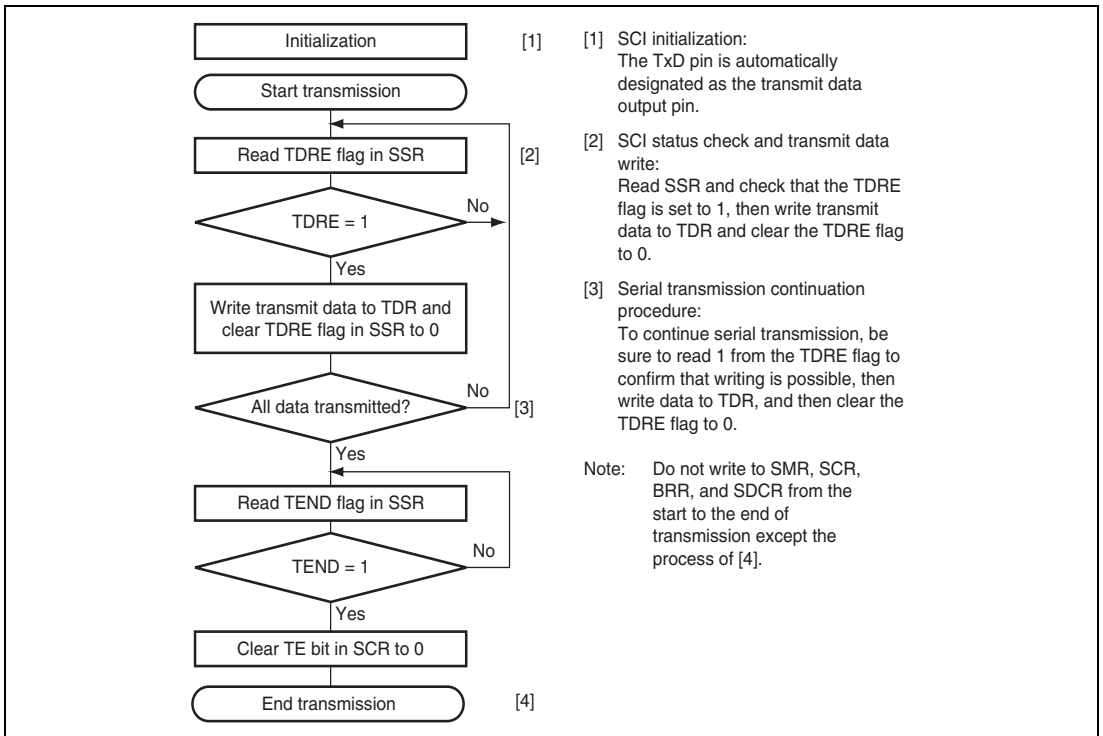 Initialization [1]
Start transmission
Read TDRE flag in SSR [2]
TDRE = 1
No
Yes
Write transmit data to TDR and
clear TDRE flag in SSR to 0
All data transmitted?
No
[3]
Yes
Read TEND flag in SSR
TEND = 1
No
Yes
Clear TE bit in SCR to 0
End transmission [4]
[1] SCI initialization:
The TxD pin is automatically
designated as the transmit data
output pin.
[2] SCI status check and transmit data
write:
Read SSR and check that the TDRE
flag is set to 1, then write transmit
data to TDR and clear the TDRE flag
to 0.
[3] Serial transmission continuation
procedure:
To continue serial transmission, be
sure to read 1 from the TDRE flag to
confirm that writing is possible, then
write data to TDR, and then clear the
TDRE flag to 0.
Note: Do not write to SMR, SCR,
BRR, and SDCR from the
start to the end of
transmission except the
process of [4].